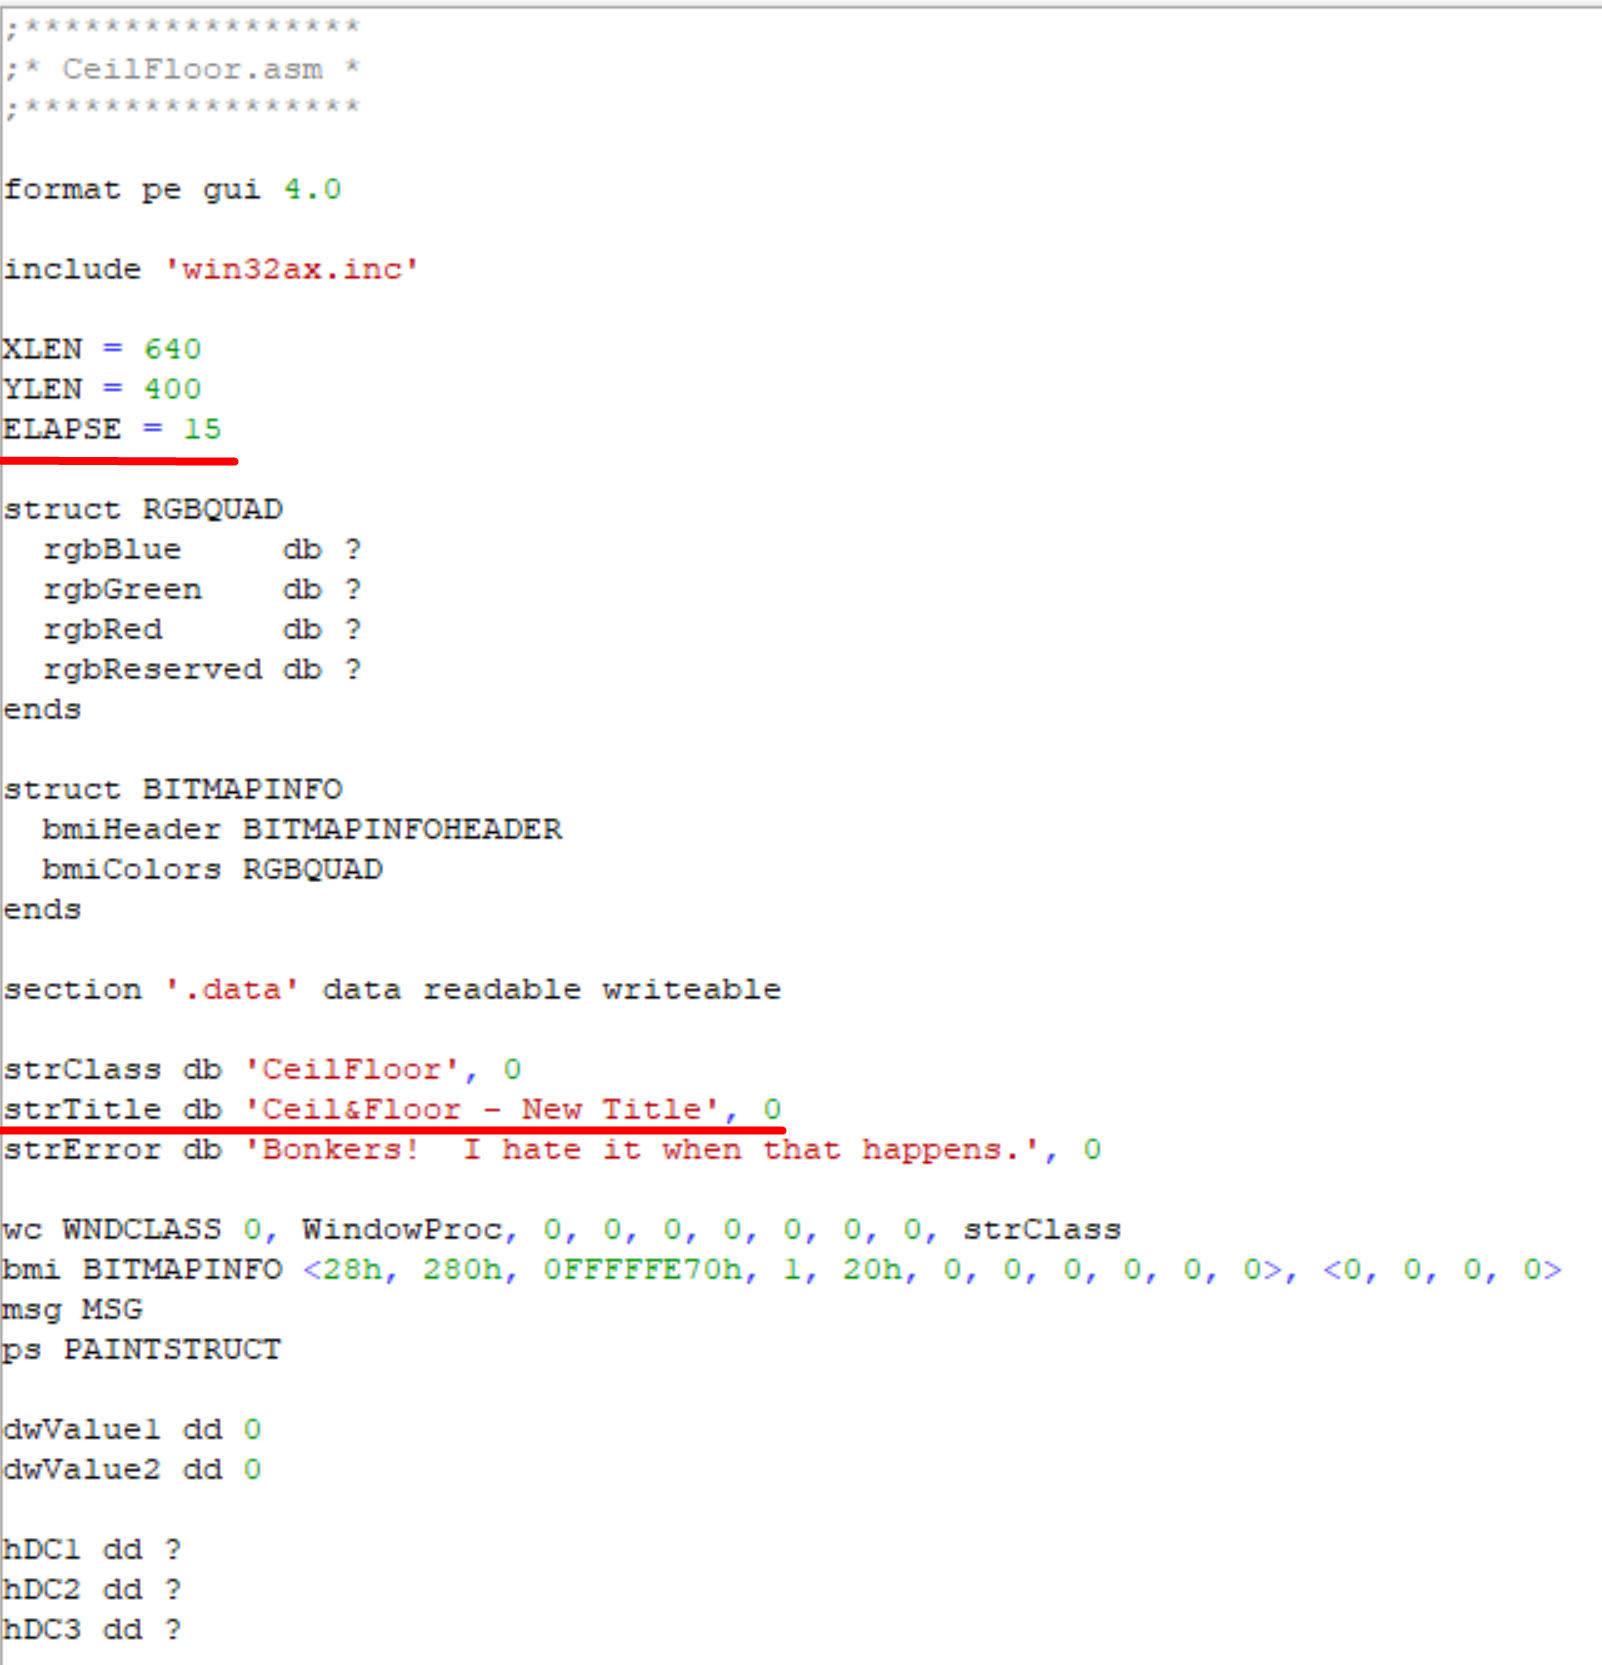 ;*****************
;* CeilFloor.asm *
;*****************
format pe gui 4.0
include 'win32ax.inc'
XLEN = 640
YLEN = 400
ELAPSE = 15
struct RGBQUAD
  rgbBlue     db ?
  rgbGreen    db ?
  rgbRed      db ?
  rgbReserved db ?
ends
struct BITMAPINFO
  bmiHeader BITMAPINFOHEADER
  bmiColors RGBQUAD
ends
section '.data' data readable writeable
strClass db 'CeilFloor', 0
strTitle db 'Ceil&Floor - New Title', 0
strError db 'Bonkers!  I hate it when that happens.', 0
wc WNDCLASS 0, WindowProc, 0, 0, 0, 0, 0, 0, 0, strClass
bmi BITMAPINFO <28h, 280h, 0FFFFFE70h, 1, 20h, 0, 0, 0, 0, 0, 0>, <0, 0, 0, 0>
msg MSG
ps PAINTSTRUCT
dwValue1 dd 0
dwValue2 dd 0
hDC1 dd ?
hDC2 dd ?
hDC3 dd ?